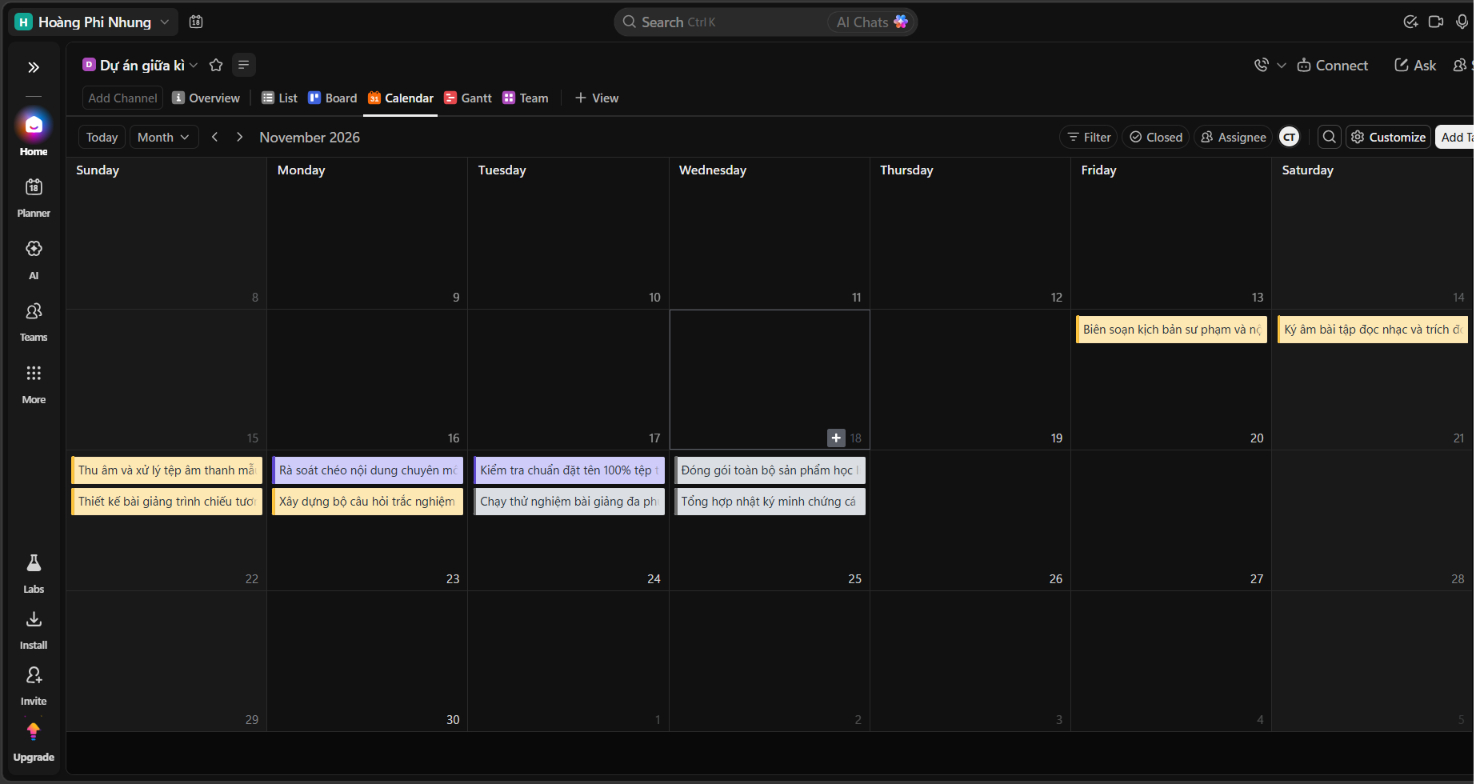 H Hoàng Phi Nhung
Search Ctrl K
AI Chats
D Dự án giữa kì
Connect
Ask
Add Channel
Overview
List
Board
31 Calendar
Gantt
Team
+ View
Today
Month
November 2026
Filter
Closed
Assignee
CT
Customize
Add Ta
Home
18
Planner
AI
Teams
More
Labs
Install
Invite
Upgrade
Sunday
Monday
Tuesday
Wednesday
Thursday
Friday
Saturday
8
9
10
11
12
13
14
Biên soạn kịch bản sư phạm và nộ
Ký âm bài tập đọc nhạc và trích đ
15
16
17
+ 18
19
20
21
Thu âm và xử lý tệp âm thanh mẫ
Rà soát chéo nội dung chuyên mô
Kiểm tra chuẩn đặt tên 100% tệp
Đóng gói toàn bộ sản phẩm học
Thiết kế bài giảng trình chiếu tươ
Xây dựng bộ câu hỏi trắc nghiệm
Chạy thử nghiệm bài giảng đa ph
Tổng hợp nhật ký minh chứng cá
22
23
24
25
26
27
28
29
30
1
2
3
4
5